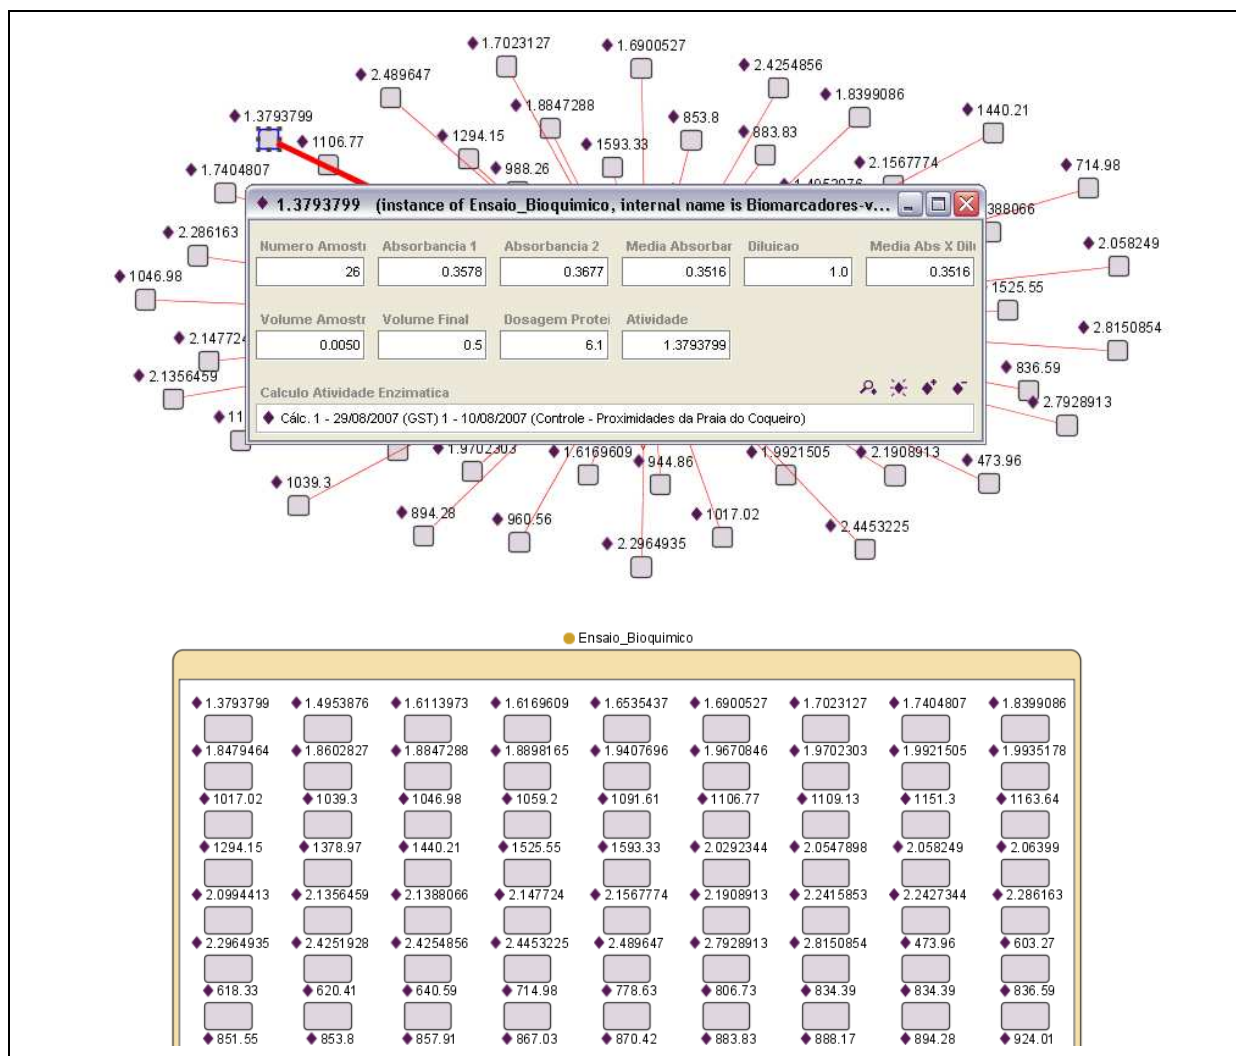 1.7023127
1.6900527
2.489647
2.4254856
1.8399086
1.3793799
1.8847288
853.8
1440.21
1106.77
1294.15
1593.33
883.83
1.7404807
988.26
2.1567774
714.98
1.3793799 (instance of Ensaio_Bioquimico, internal name is Biomarcadores-v...
388066
2.286163
Numero Amostr
Absorbancia 1
Absorbancia 2
Media Absorbar
Diluicao
Media Abs X Dilu
2.058249
1046.98
26
0.3578
0.3677
0.3516
1.0
0.3516
1525.55
Volume Amostr
Volume Final
Dosagem Protei
Atividade
2.8150854
2.147724
0.0050
0.5
6.1
1.3793799
836.59
2.1356459
Calculo Atividade Enzimatica
2.7928913
11
Cálc. 1 - 29/08/2007 (GST) 1 - 10/08/2007 (Controle - Proximidades da Praia do Coqueiro)
1.9702303
1.6169609
944.86
1.9921505
2.1908913
473.96
1039.3
894.28
960.56
1017.02
2.4453225
2.2964935
Ensaio_Bioquimico
1.3793799 1.4953876 1.6113973 1.6169609 1.6535437 1.6900527 1.7023127 1.7404807 1.8399086
1.8479464 1.8602827 1.8847288 1.8898165 1.9407696 1.9670846 1.9702303 1.9921505 1.9935178
1017.02 1039.3 1046.98 1059.2 1091.61 1106.77 1109.13 1151.3 1163.64
1294.15 1378.97 1440.21 1525.55 1593.33 2.0292344 2.0547898 2.058249 2.06399
2.0994413 2.1356459 2.1388066 2.147724 2.1567774 2.1908913 2.2415853 2.2427344 2.286163
2.2964935 2.4251928 2.4254856 2.4453225 2.489647 2.7928913 2.8150854 473.96 603.27
618.33 620.41 640.59 714.98 778.63 806.73 834.39 834.39 836.59
851.55 853.8 857.91 867.03 870.42 883.83 888.17 894.28 924.01